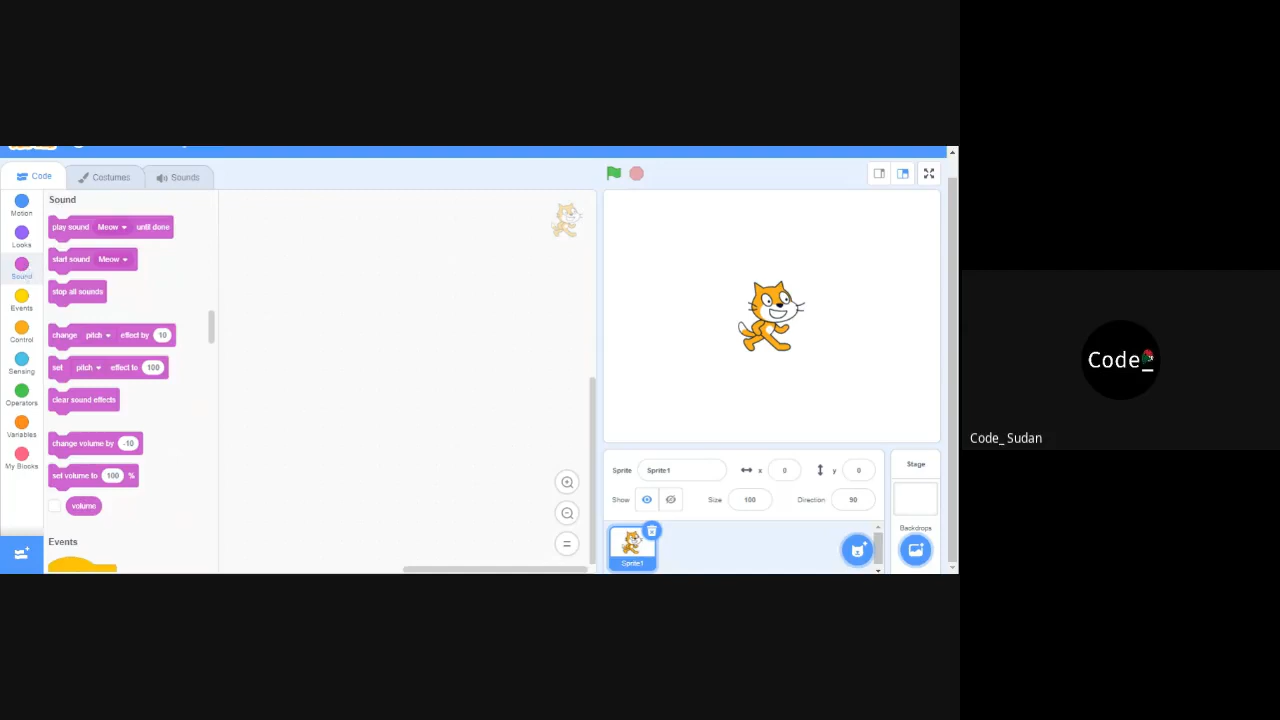 Code
Costumes
Sounds
Motion
Looks
Sound
Events
Control
Sensing
Operators
Variables
My Blocks
Sound
play sound Meow until done
start sound Meow
stop all sounds
change pitch effect by 10
set pitch effect to 100
clear sound effects
change volume by -10
set volume to 100 %
volume
Events
Sprite Sprite1 x 0 y 0
Show Size 100 Direction 90
Sprite1
Stage
Backdrops
Code_
Code_ Sudan